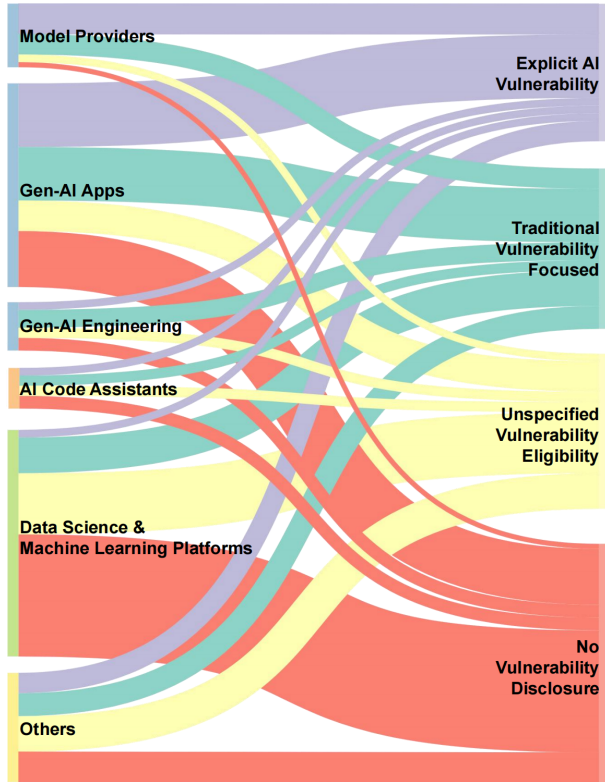 Model Providers
Gen-AI Apps
Gen-AI Engineering
AI Code Assistants
Data Science &
Machine Learning Platforms
Others
Explicit AI
Vulnerability
Traditional
Vulnerability
Focused
Unspecified
Vulnerability
Eligibility
No
Vulnerability
Disclosure